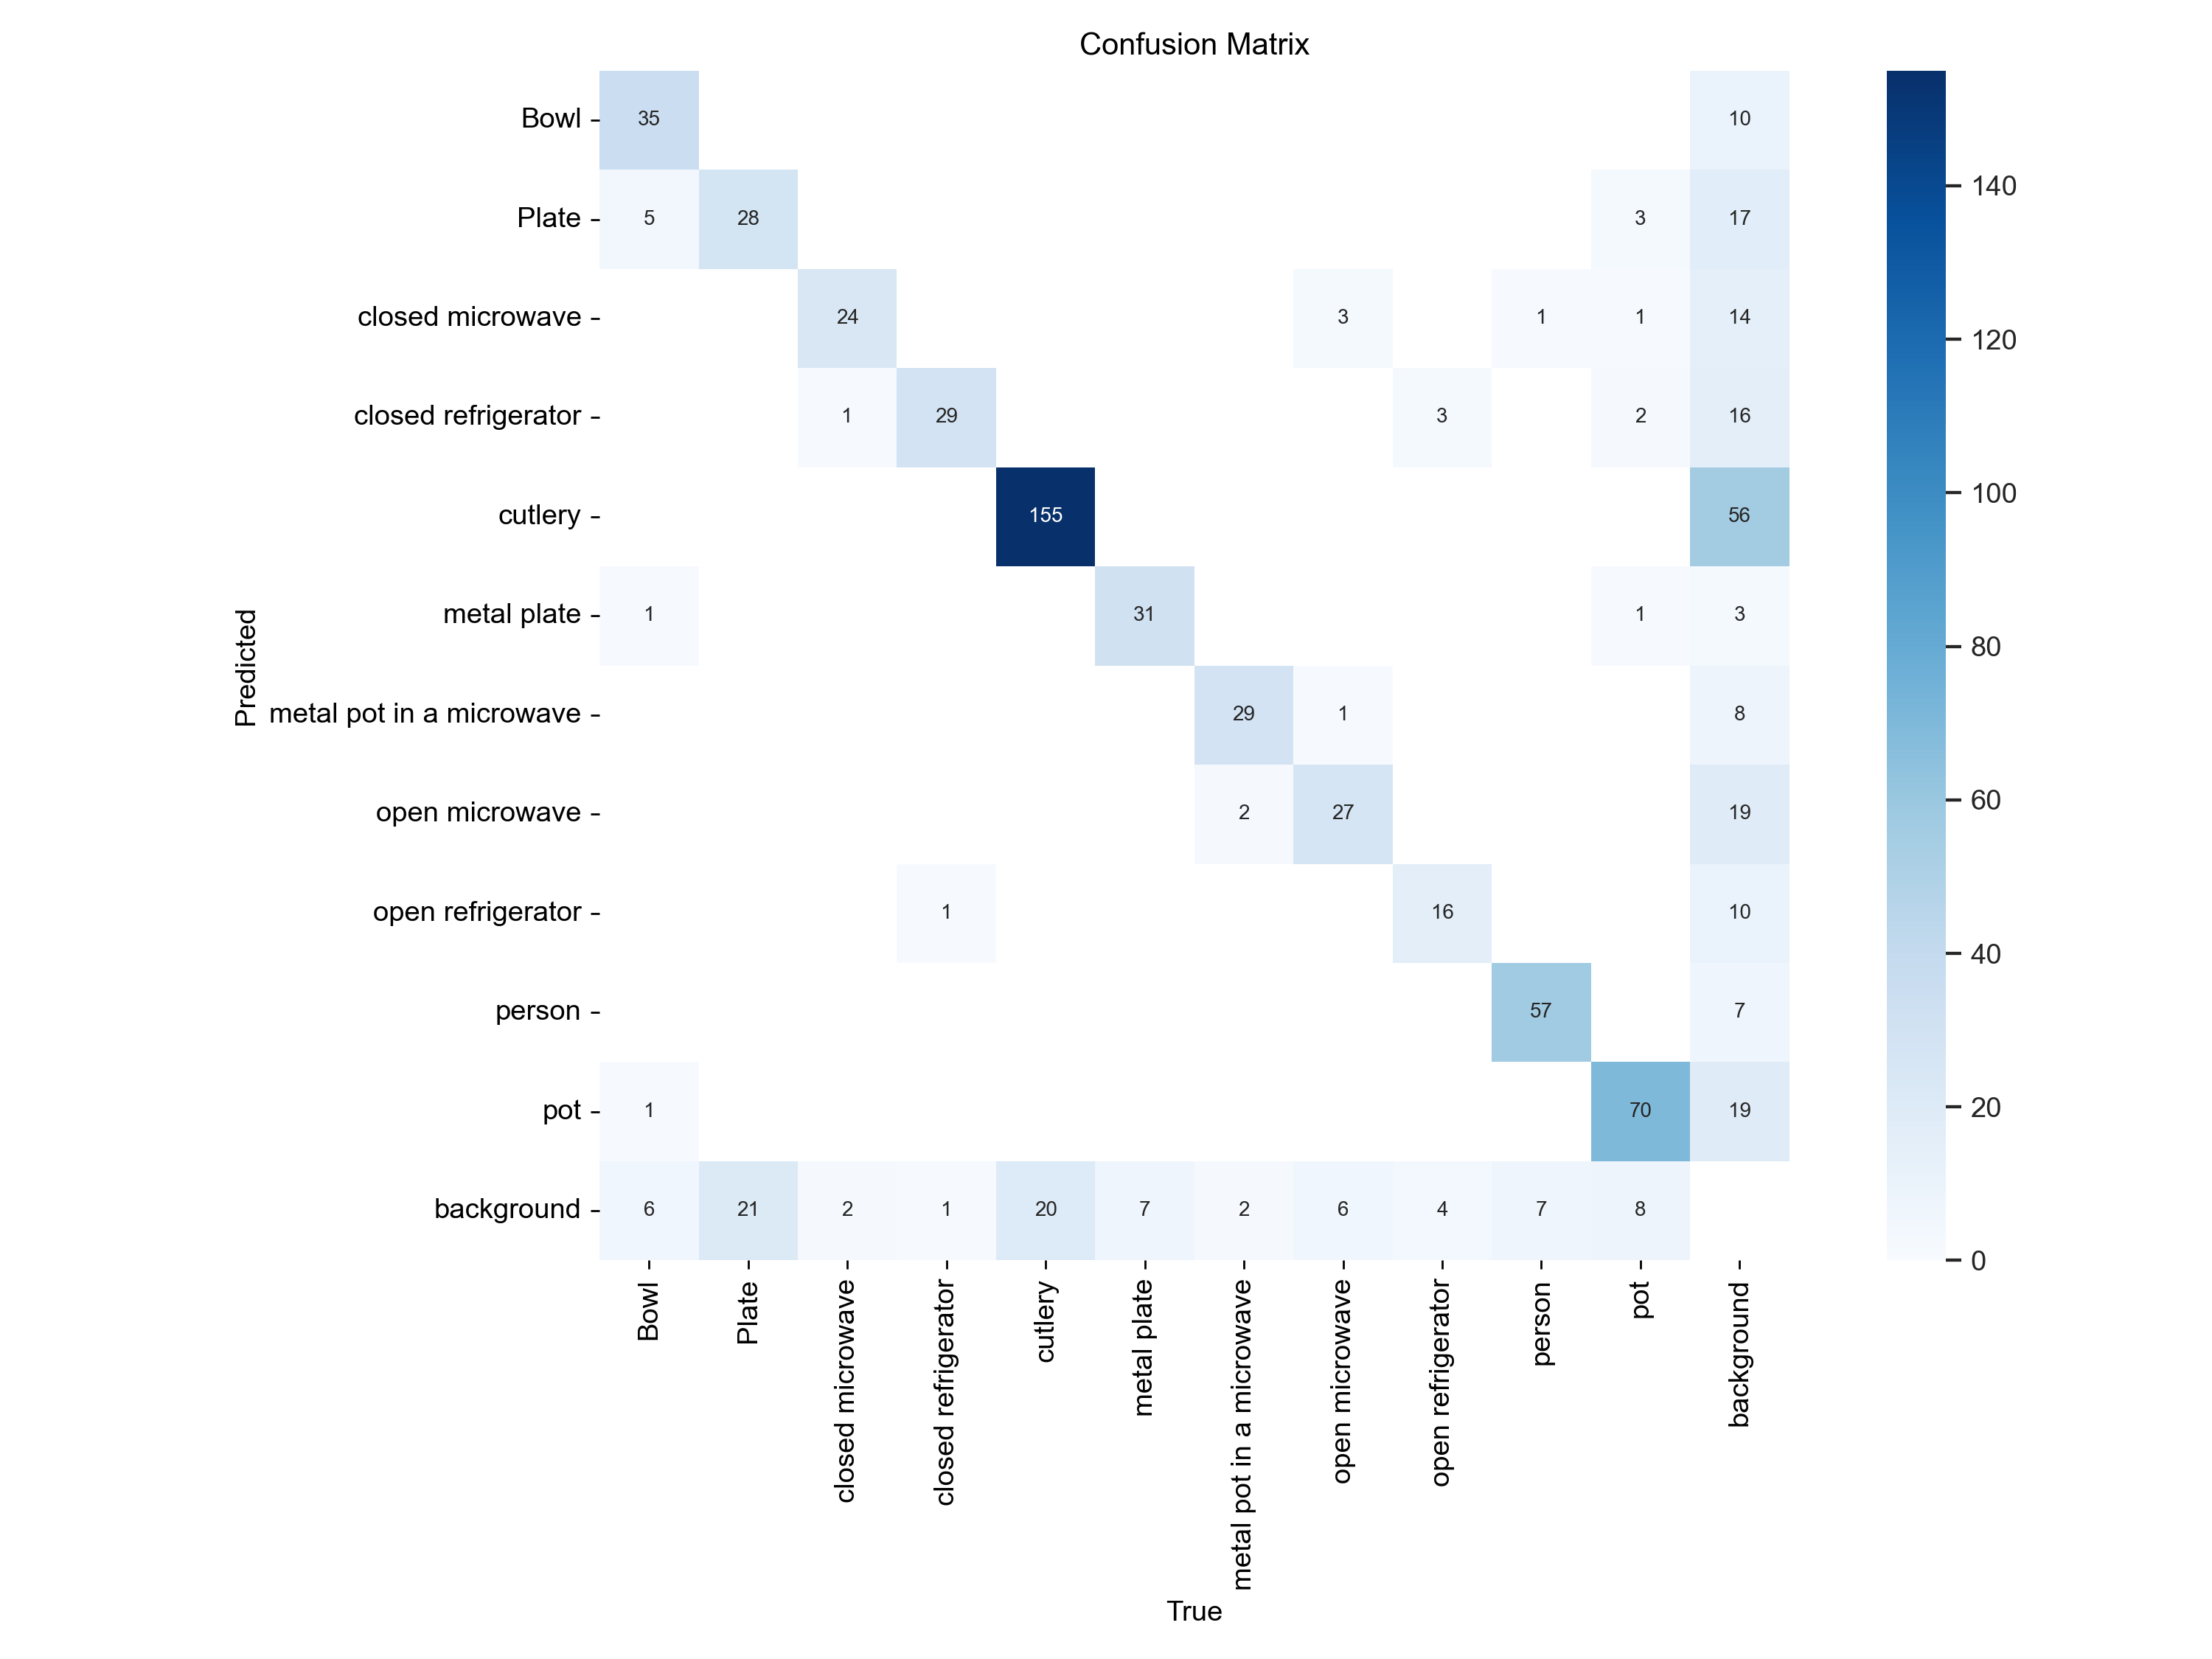 Confusion Matrix
Bowl 35 10
Plate 5 28 3 17
closed microwave 24 3 1 1 14
closed refrigerator 1 29 3 2 16
cutlery 155 56
metal plate 1 31 1 3
metal pot in a microwave 29 1 8
open microwave 2 27 19
open refrigerator 1 16 10
person 57 7
pot 1 70 19
background 6 21 2 1 20 7 2 6 4 7 8
Predicted
Bowl
Plate
closed microwave
closed refrigerator
cutlery
metal plate
metal pot in a microwave
open microwave
open refrigerator
person
pot
background
True
140
120
100
80
60
40
20
0